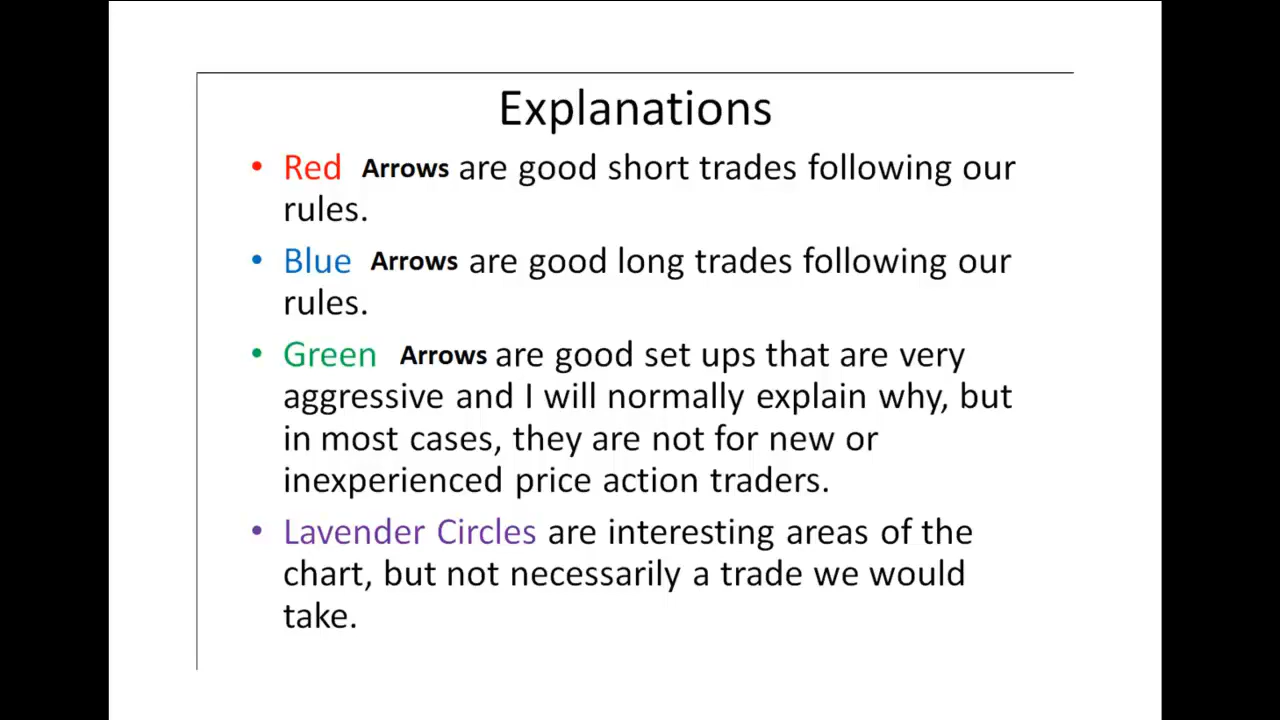 Explanations
• Red Arrows are good short trades following our
rules.
• Blue Arrows are good long trades following our
rules.
• Green Arrows are good set ups that are very
aggressive and I will normally explain why, but
in most cases, they are not for new or
inexperienced price action traders.
• Lavender Circles are interesting areas of the
chart, but not necessarily a trade we would
take.